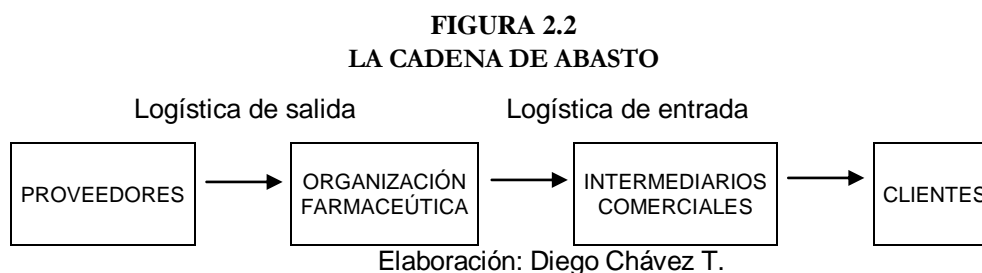 FIGURA 2.2
LA CADENA DE ABASTO
Logística de salida
Logística de entrada
PROVEEDORES
ORGANIZACIÓN
FARMACEÚTICA
INTERMEDIARIOS
COMERCIALES
CLIENTES
Elaboración: Diego Chávez T.